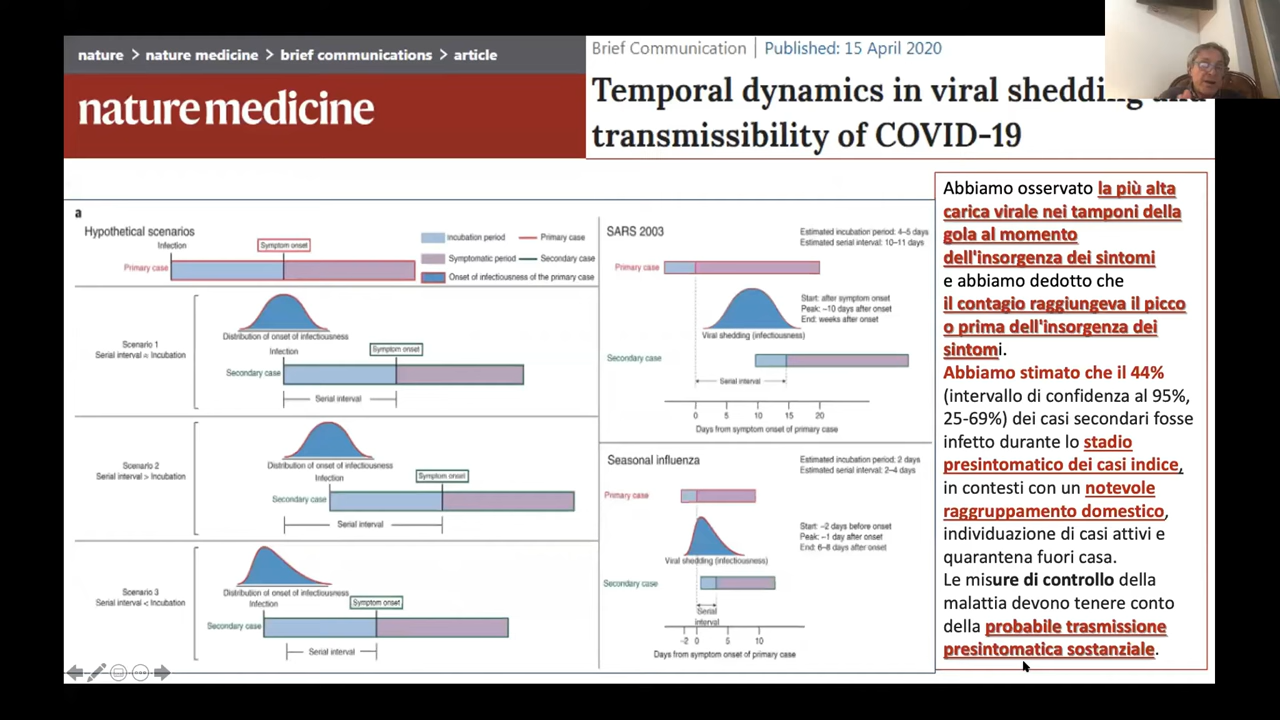 nature > nature medicine > brief communications > article
nature medicine
Brief Communication | Published: 15 April 2020
Temporal dynamics in viral shedding and
transmissibility of COVID-19
a
Hypothetical scenarios
Infection
Symptom onset
Primary case
Incubation period
Primary case
Symptomatic period
Secondary case
Onset of infectiousness of the primary case
Scenario 1
Serial interval ≈ Incubation
Distribution of onset of infectiousness
Infection
Symptom onset
Secondary case
Serial interval
Scenario 2
Serial interval > Incubation
Distribution of onset of infectiousness
Infection
Symptom onset
Secondary case
Serial interval
Scenario 3
Serial interval < Incubation
Distribution of onset of infectiousness
Infection
Symptom onset
Secondary case
Serial interval
SARS 2003
Estimated incubation period: 4–5 days
Estimated serial interval: 10–11 days
Primary case
Start: after symptom onset
Peak: ~10 days after onset
End: weeks after onset
Viral shedding (infectiousness)
Secondary case
Serial interval
0 5 10 15 20
Days from symptom onset of primary case
Seasonal influenza
Estimated incubation period: 2 days
Estimated serial interval: 2–4 days
Primary case
Start: ~2 days before onset
Peak: ~1 day after onset
End: 6–8 days after onset
Viral shedding (infectiousness)
Secondary case
Serial
interval
–2 0 5 10
Days from symptom onset of primary case
Abbiamo osservato la più alta
carica virale nei tamponi della
gola al momento
dell'insorgenza dei sintomi
e abbiamo dedotto che
il contagio raggiungeva il picco
o prima dell'insorgenza dei
sintomi.
Abbiamo stimato che il 44%
(intervallo di confidenza al 95%,
25-69%) dei casi secondari fosse
infetto durante lo stadio
presintomatico dei casi indice,
in contesti con un notevole
raggruppamento domestico,
individuazione di casi attivi e
quarantena fuori casa.
Le misure di controllo della
malattia devono tenere conto
della probabile trasmissione
presintomatica sostanziale.